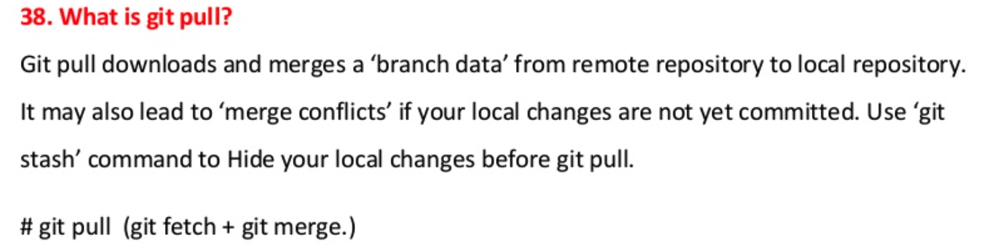 38. What is git pull?
Git pull downloads and merges a ‘branch data’ from remote repository to local repository.
It may also lead to ‘merge conflicts’ if your local changes are not yet committed. Use ‘git
stash’ command to Hide your local changes before git pull.
# git pull  (git fetch + git merge.)